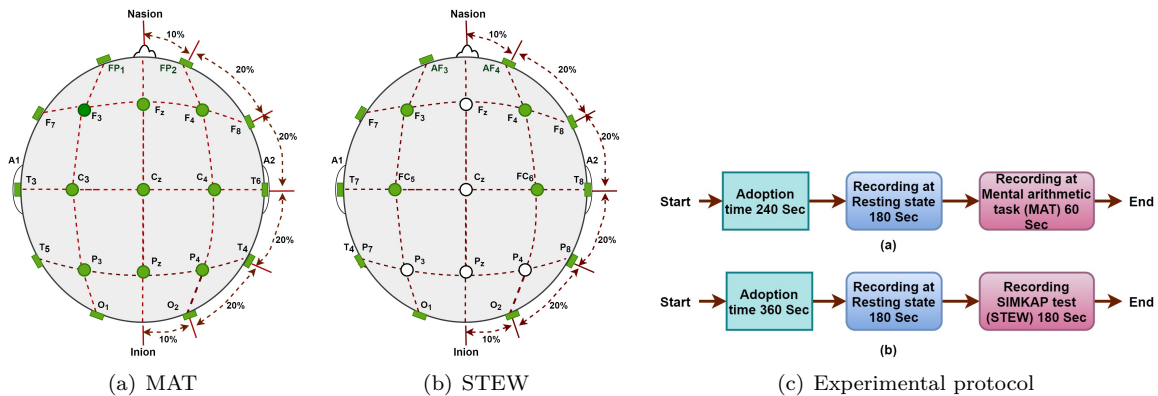 Nasion
10%
FP1
FP2
20%
F7
F3
Fz
F4
F8
20%
A1
A2
T3
C3
Cz
C4
T6
20%
T5
P3
Pz
P4
T4
O1
O2
20%
10%
Inion
(a) MAT
Nasion
10%
AF3
AF4
20%
F7
F3
Fz
F4
F8
20%
A1
A2
T7
FC5
Cz
FC6
T8
20%
T4 P7
P3
Pz
P4
P8
O1
O2
20%
10%
Inion
(b) STEW
Start
Adoption
time 240 Sec
Recording at
Resting state
180 Sec
Recording at
Mental arithmetic
task (MAT) 60
Sec
End
(a)
Start
Adoption
time 360 Sec
Recording at
Resting state
180 Sec
Recording
SIMKAP test
(STEW) 180 Sec
End
(b)
(c) Experimental protocol